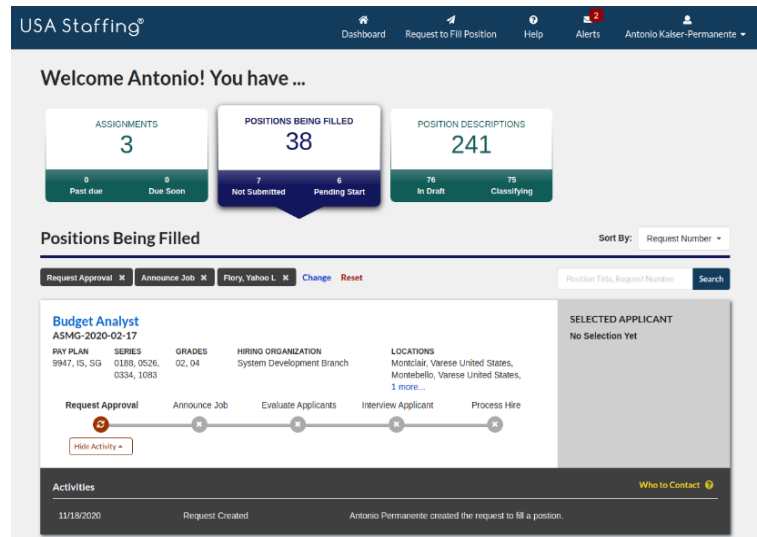 USA Staffing®
Dashboard
Request to Fill Position
Help
2
Alerts
Antonio Kaiser-Permanente
Welcome Antonio! You have ...
ASSIGNMENTS
3
0 0
Past due Due Soon
POSITIONS BEING FILLED
38
7 6
Not Submitted Pending Start
POSITION DESCRIPTIONS
241
76 75
In Draft Classifying
Positions Being Filled
Sort By: Request Number
Request Approval ✖ Announce Job ✖ Flory, Yahoo L ✖ Change Reset
Position Title, Request Number Search
Budget Analyst
ASMG-2020-02-17
PAY PLAN
9947, IS, SG
SERIES
0188, 0526,
0334, 1083
GRADES
02, 04
HIRING ORGANIZATION
System Development Branch
LOCATIONS
Montclair, Varese United States,
Montebello, Varese United States,
1 more...
SELECTED APPLICANT
No Selection Yet
Request Approval Announce Job Evaluate Applicants Interview Applicant Process Hire
Hide Activity
Activities
Who to Contact
11/18/2020 Request Created Antonio Permanente created the request to fill a postion.